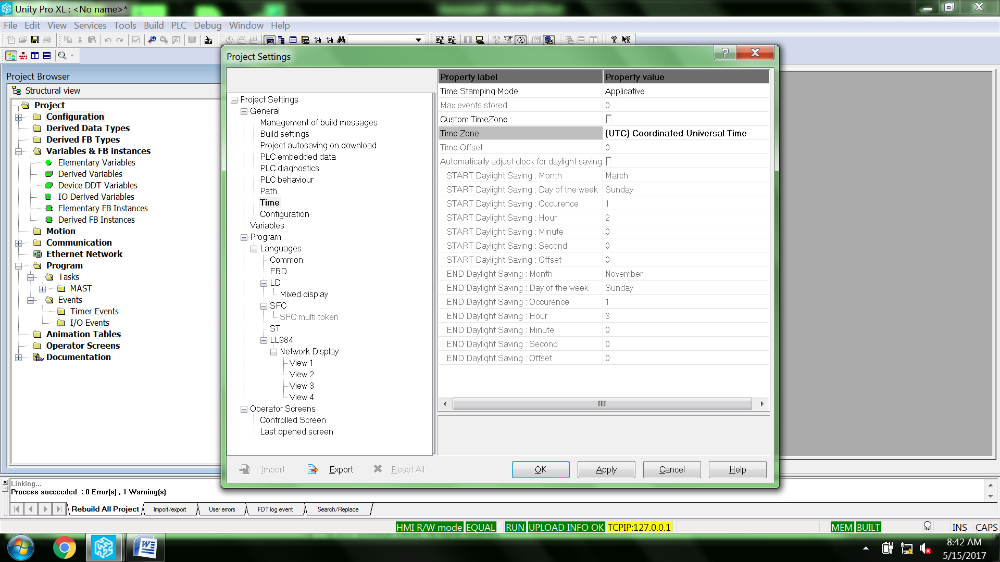 Unity Pro XL : <No name>*
File Edit View Services Tools Build PLC Debug Window Help
RUN STOP
Project Browser
Structural view
Project
Configuration
Derived Data Types
Derived FB Types
Variables & FB instances
Elementary Variables
Derived Variables
Device DDT Variables
IO Derived Variables
Elementary FB Instances
Derived FB Instances
Motion
Communication
Ethernet Network
Program
Tasks
MAST
Events
Timer Events
I/O Events
Animation Tables
Operator Screens
Documentation
Project Settings
Project Settings
General
Management of build messages
Build settings
Project autosaving on download
PLC embedded data
PLC diagnostics
PLC behaviour
Path
Time
Configuration
Variables
Program
Languages
Common
FBD
LD
Mixed display
SFC
SFC multi token
ST
LL984
Network Display
View 1
View 2
View 3
View 4
Operator Screens
Controlled Screen
Last opened screen
Property label Property value
Time Stamping Mode Applicative
Max events stored 0
Custom TimeZone
Time Zone (UTC) Coordinated Universal Time
Time Offset 0
Automatically adjust clock for daylight saving
START Daylight Saving : Month March
START Daylight Saving : Day of the week Sunday
START Daylight Saving : Occurence 1
START Daylight Saving : Hour 2
START Daylight Saving : Minute 0
START Daylight Saving : Second 0
START Daylight Saving : Offset 0
END Daylight Saving : Month November
END Daylight Saving : Day of the week Sunday
END Daylight Saving : Occurence 1
END Daylight Saving : Hour 3
END Daylight Saving : Minute 0
END Daylight Saving : Second 0
END Daylight Saving : Offset 0
Import Export Reset All OK Apply Cancel Help
Linking...
Process succeeded : 0 Error(s) , 1 Warning(s)
Rebuild All Project Import/export User errors FDT log event Search/Replace
HMI R/W mode EQUAL RUN UPLOAD INFO OK TCPIP:127.0.0.1 MEM BUILT INS CAPS
8:42 AM
5/15/2017